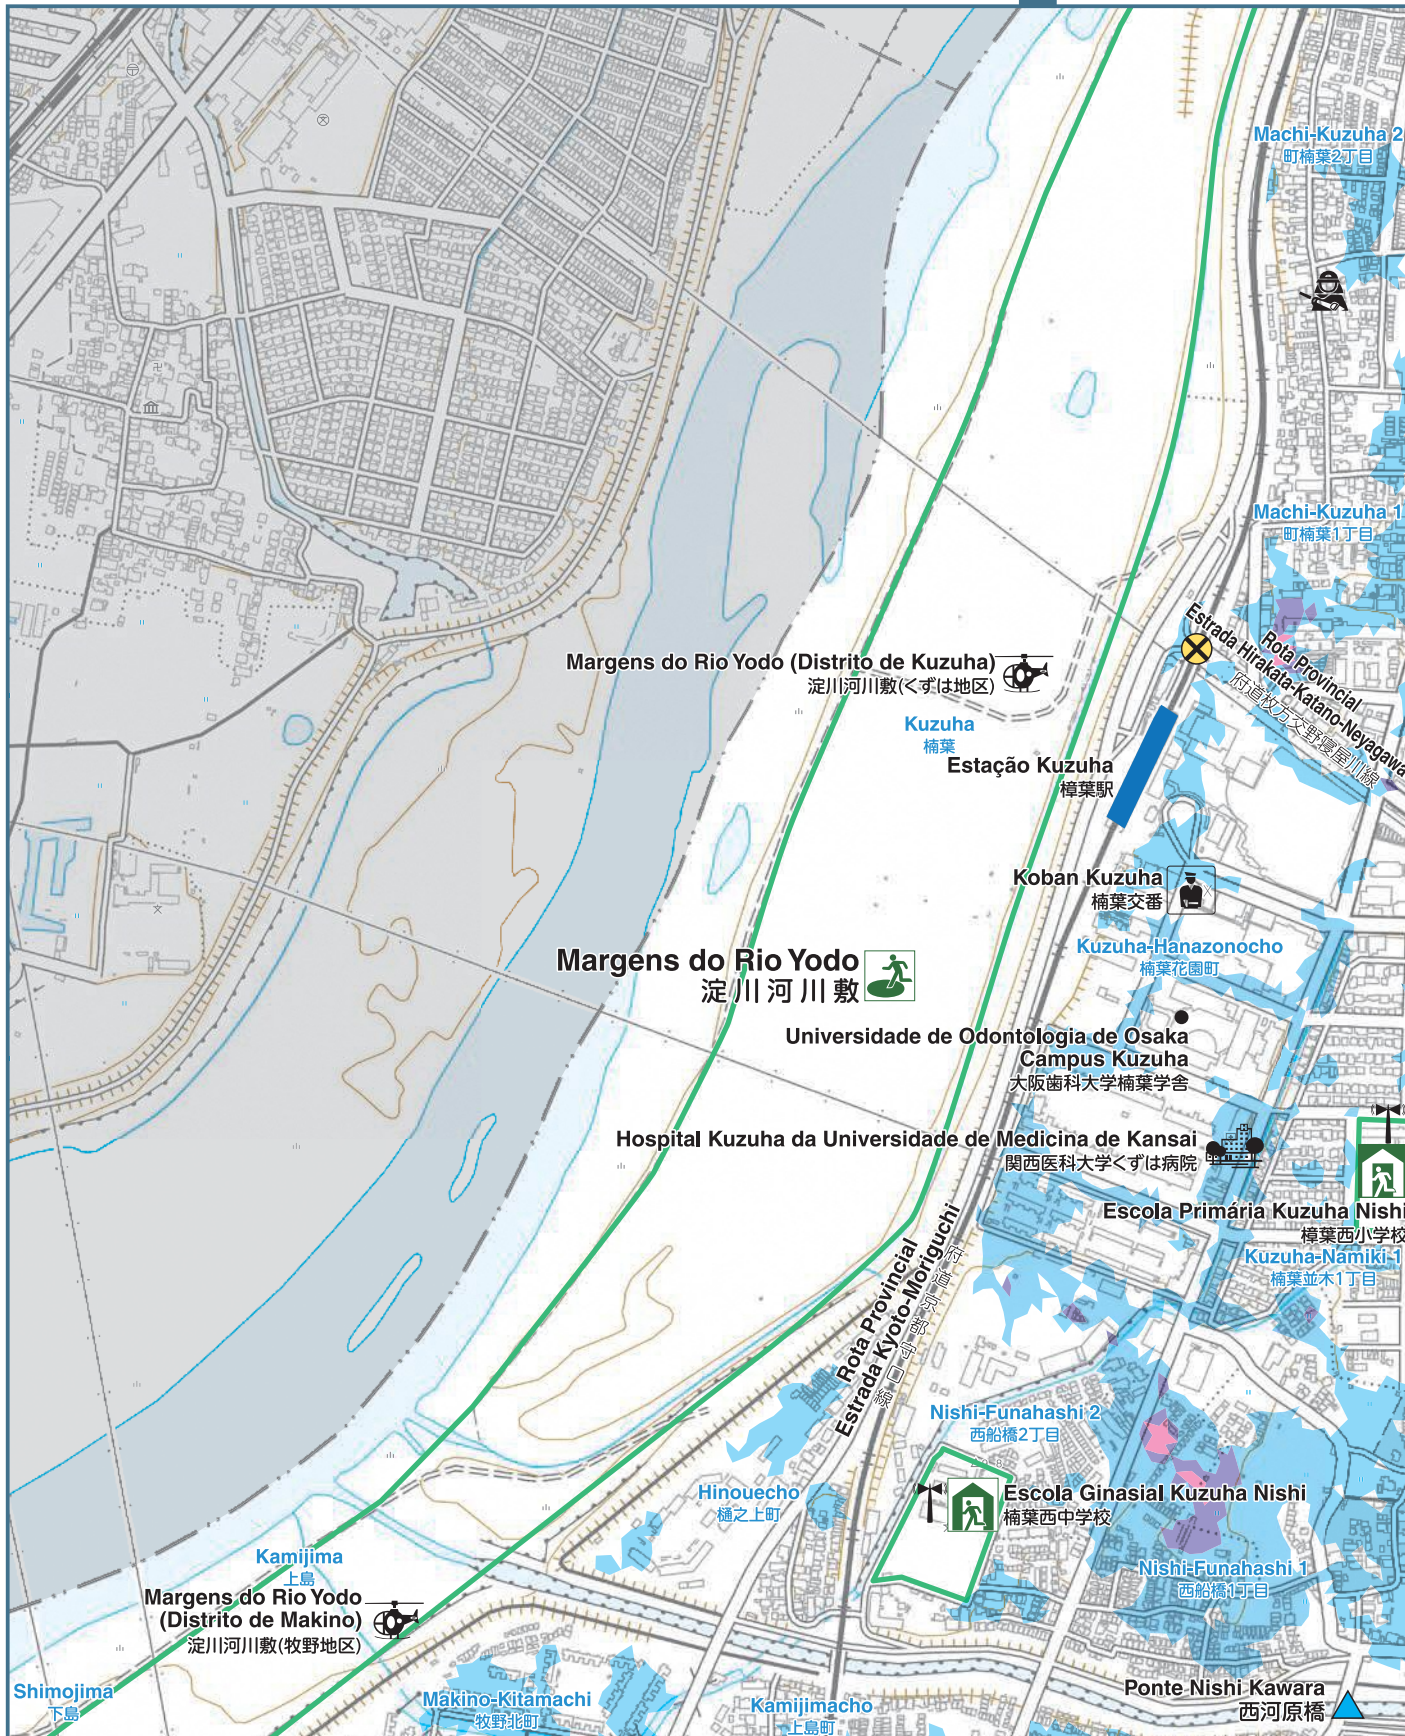 Machi-Kuzuha 2
町楠葉2丁目
Machi-Kuzuha 1
町楠葉1丁目
Rota Provincial
Estrada Hirakata-Katano-Neyagawa
府道枚方交野寝屋川線
Margens do Rio Yodo (Distrito de Kuzuha)
淀川河川敷(くずは地区)
Kuzuha
楠葉
Estação Kuzuha
樟葉駅
Koban Kuzuha
楠葉交番
Kuzuha-Hanazonocho
楠葉花園町
Margens do Rio Yodo
淀川河川敷
Universidade de Odontologia de Osaka
Campus Kuzuha
大阪歯科大学楠葉学舎
Hospital Kuzuha da Universidade de Medicina de Kansai
関西医科大学くずは病院
Escola Primária Kuzuha Nishi
樟葉西小学校
Kuzuha-Namiki 1
楠葉並木1丁目
Rota Provincial
Estrada Kyoto-Moriguchi
府道京都守口線
Nishi-Funahashi 2
西船橋2丁目
Hinouecho
樋之上町
Escola Ginasial Kuzuha Nishi
楠葉西中学校
Nishi-Funahashi 1
西船橋1丁目
Kamijima
上島
Margens do Rio Yodo
(Distrito de Makino)
淀川河川敷(牧野地区)
Shimojima
下島
Makino-Kitamachi
牧野北町
Kamijimacho
上島町
Ponte Nishi Kawara
西河原橋